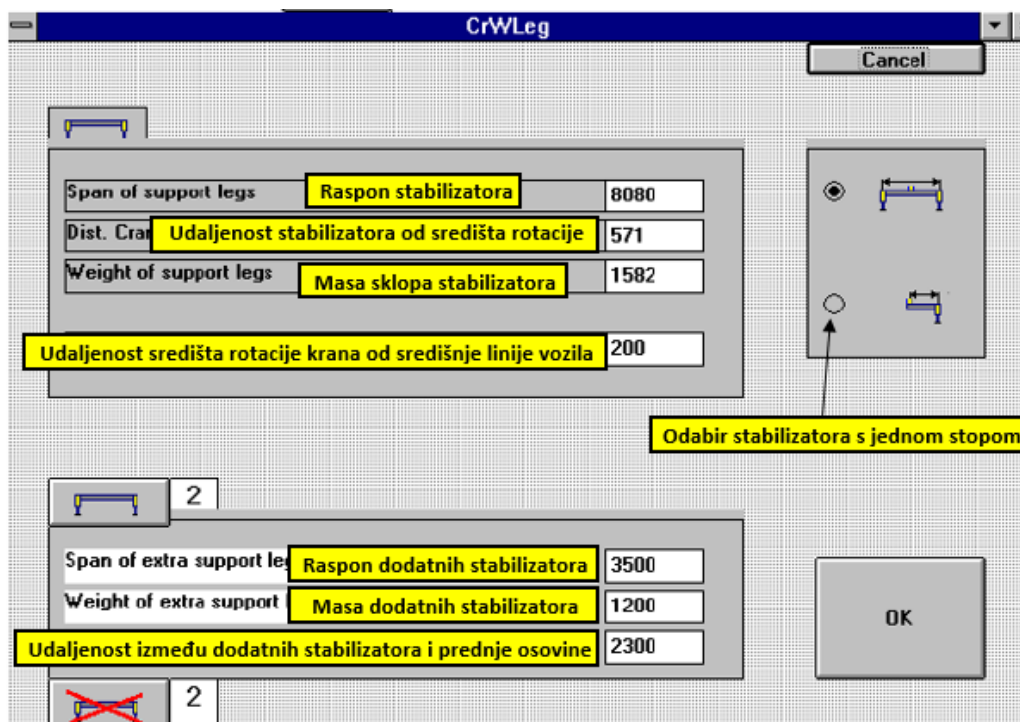 CrWLeg
Cancel
Span of support legs Raspon stabilizatora 8080
Dist. Udaljenost stabilizatora od središta rotacije 571
Weight of support legs Masa sklopa stabilizatora 1582
Udaljenost središta rotacije krana od središnje linije vozila 200
Odabir stabilizatora s jednom stopom
2
Span of extra support Raspon dodatnih stabilizatora 3500
Weight of extra support Masa dodatnih stabilizatora 1200
Udaljenost između dodatnih stabilizatora i prednje osovine 2300
OK
2